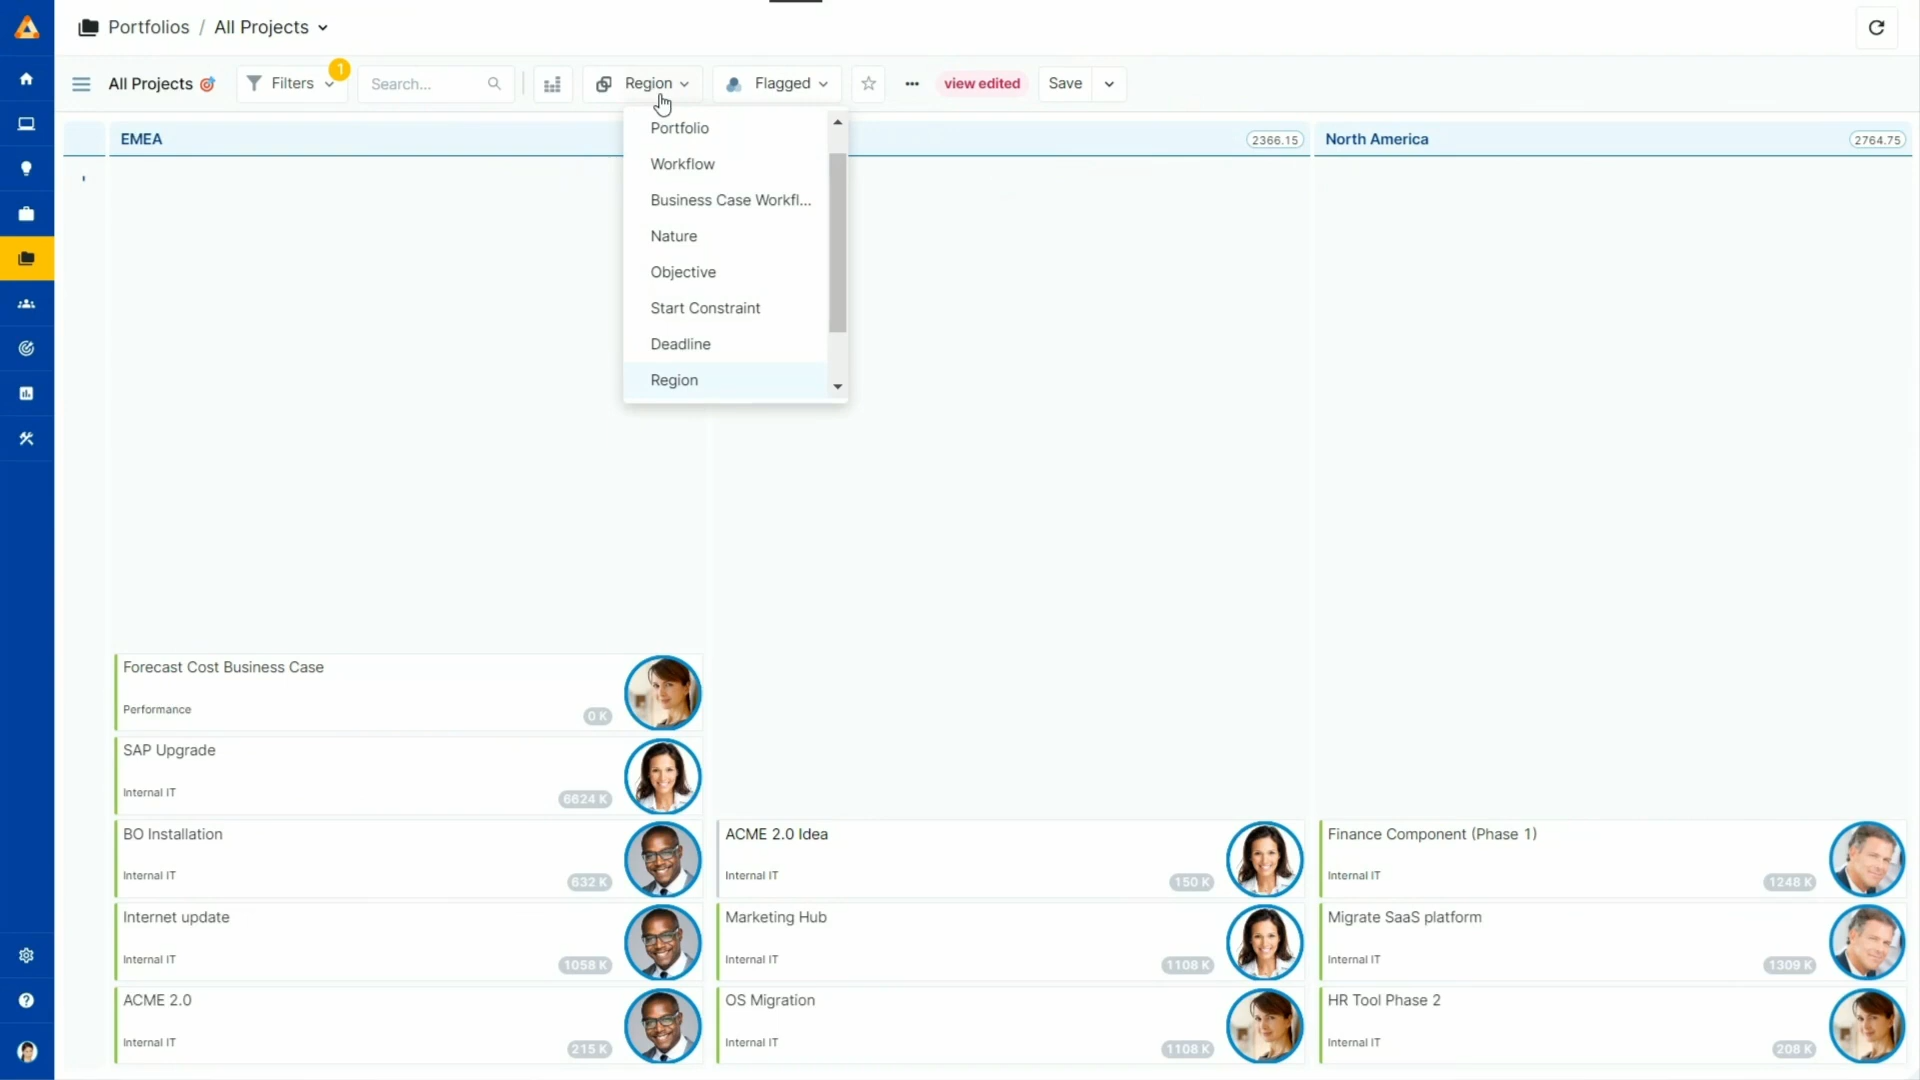 Portfolios / All Projects
All Projects
Filters
1
Search...
Region
Flagged
view edited
Save
EMEA
2366.15
North America
2764.75
Portfolio
Workflow
Business Case Workfl...
Nature
Objective
Start Constraint
Deadline
Region
Forecast Cost Business Case
Performance
0 K
SAP Upgrade
Internal IT
6624 K
BO Installation
Internal IT
632 K
Internet update
Internal IT
1058 K
ACME 2.0
Internal IT
215 K
ACME 2.0 Idea
Internal IT
150 K
Marketing Hub
Internal IT
1108 K
OS Migration
Internal IT
1108 K
Finance Component (Phase 1)
Internal IT
1248 K
Migrate SaaS platform
Internal IT
1309 K
HR Tool Phase 2
Internal IT
208 K